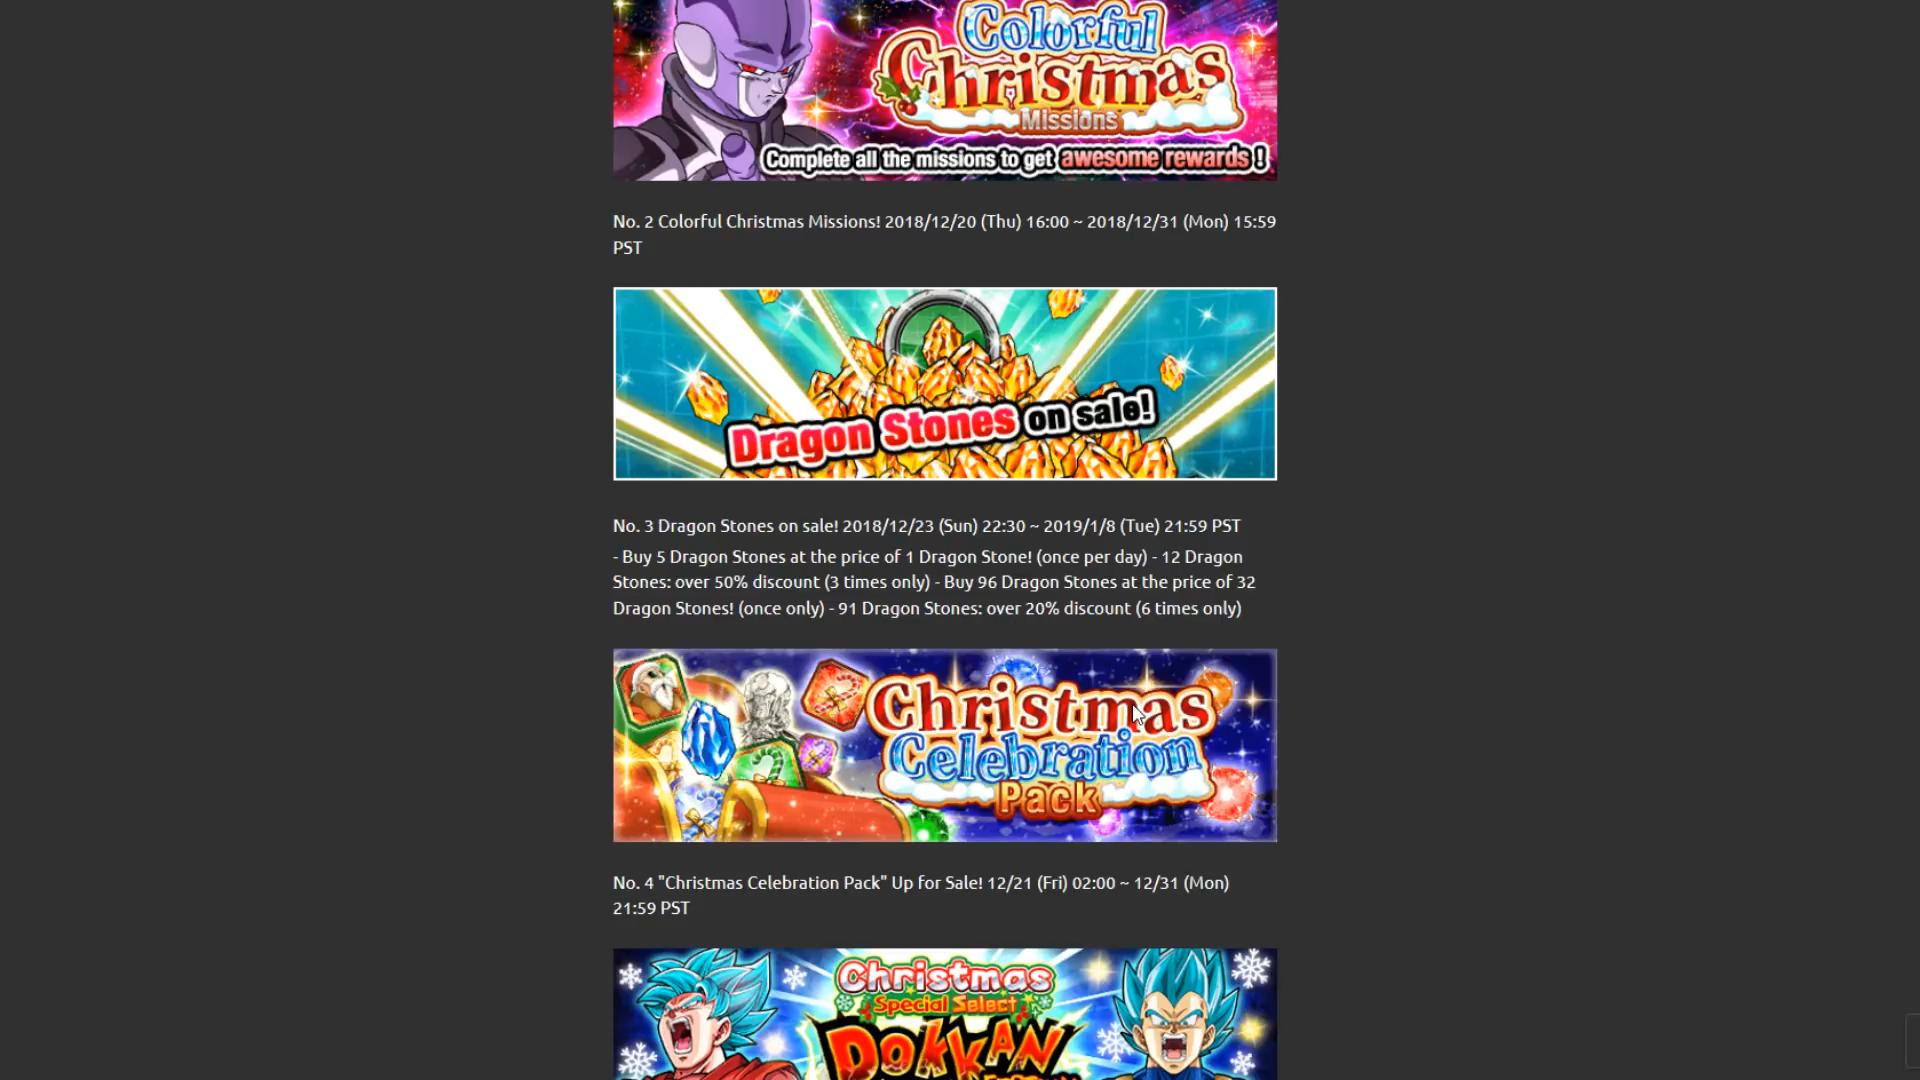 Colorful
Christmas
Missions
Complete all the missions to get awesome rewards!
No. 2 Colorful Christmas Missions! 2018/12/20 (Thu) 16:00 ~ 2018/12/31 (Mon) 15:59
PST
Dragon Stones on sale!
No. 3 Dragon Stones on sale! 2018/12/23 (Sun) 22:30 ~ 2019/1/8 (Tue) 21:59 PST
- Buy 5 Dragon Stones at the price of 1 Dragon Stone! (once per day) - 12 Dragon
Stones: over 50% discount (3 times only) - Buy 96 Dragon Stones at the price of 32
Dragon Stones! (once only) - 91 Dragon Stones: over 20% discount (6 times only)
Christmas
Celebration
Pack
No. 4 "Christmas Celebration Pack" Up for Sale! 12/21 (Fri) 02:00 ~ 12/31 (Mon)
21:59 PST
Christmas
Special Select
DOKKAN